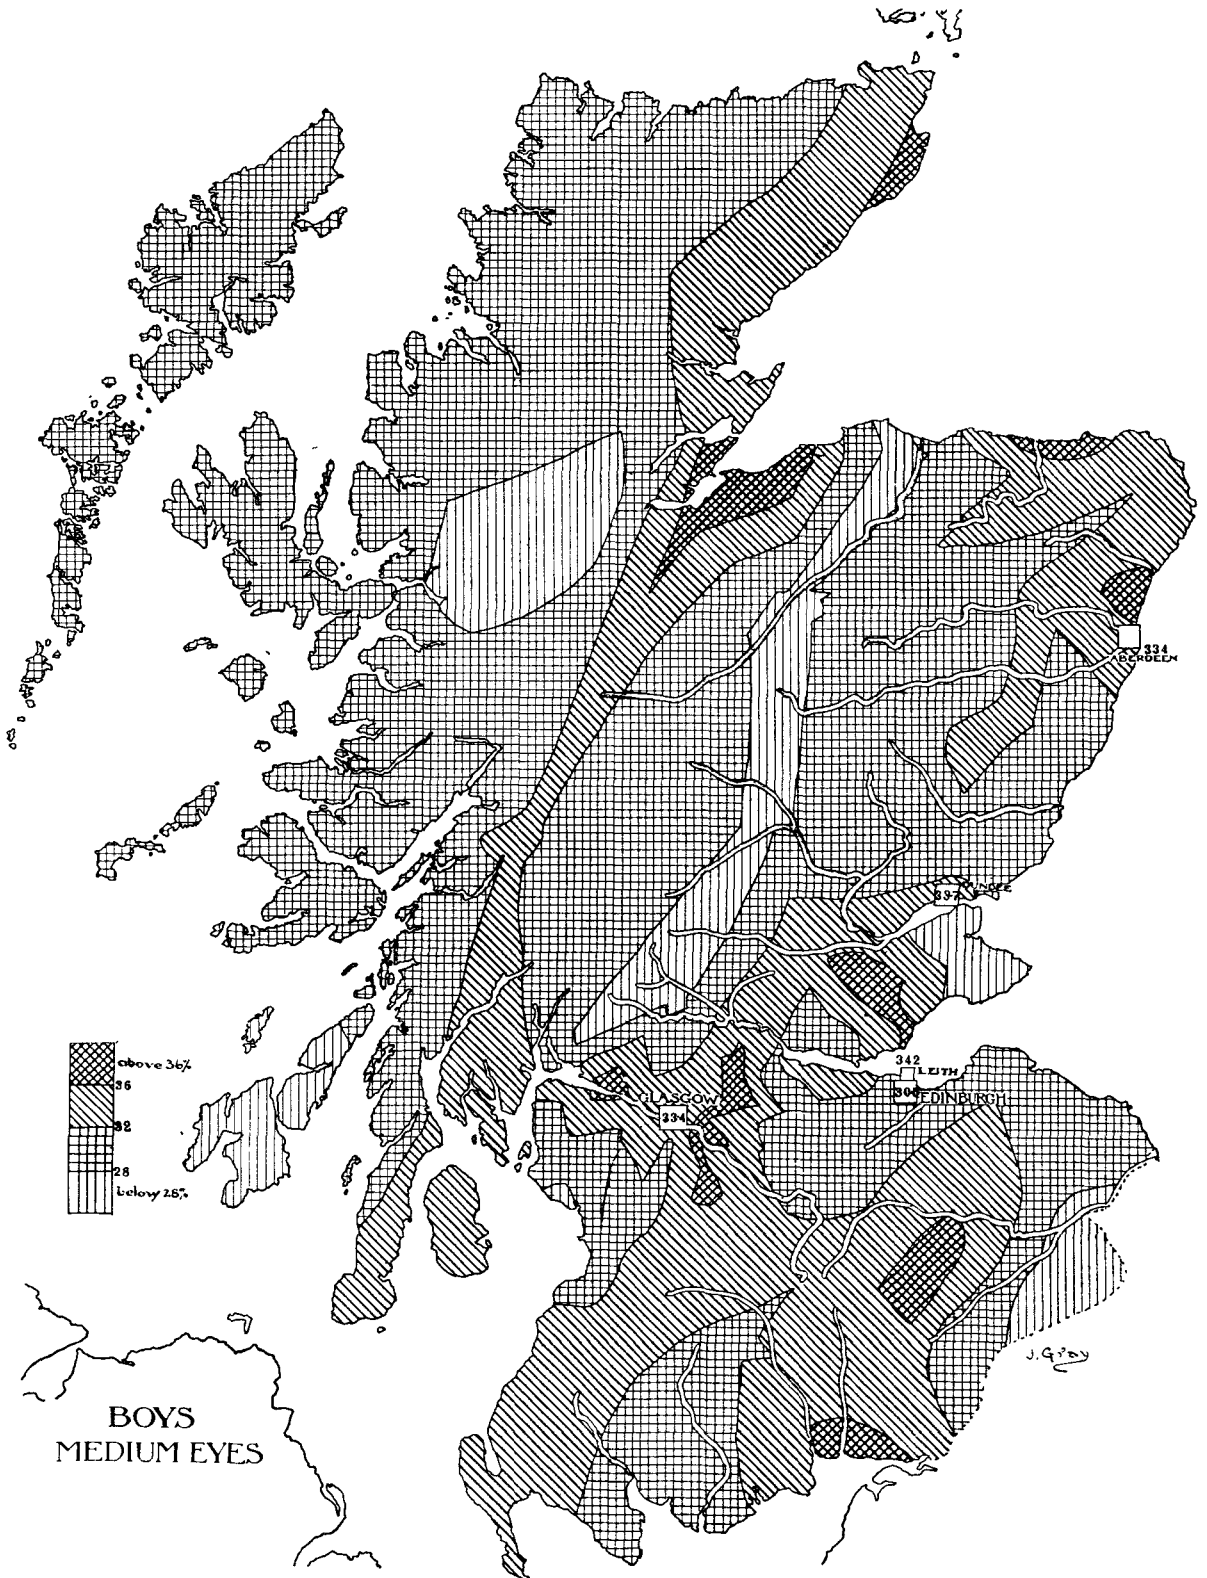 334
ABERDEEN
337
DUNDEE
342
LEITH
EDINBURGH
GLASGOW
334
above 36%
36
32
28
below 28%
J. Gray
BOYS
MEDIUM EYES